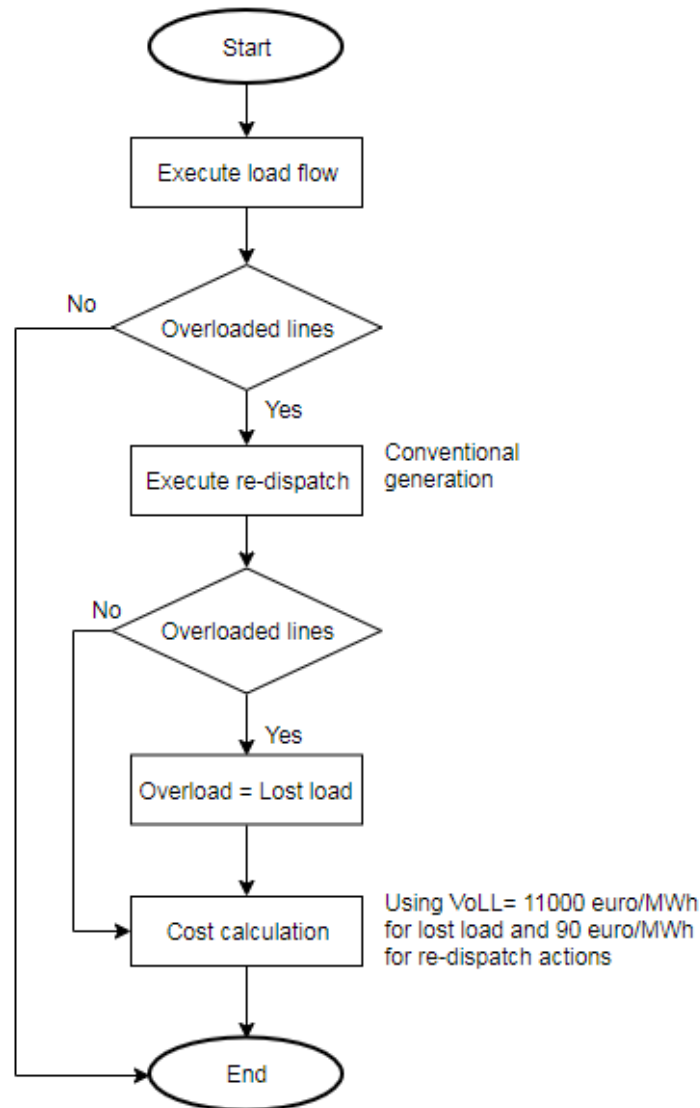 Start
Execute load flow
No
Overloaded lines
Yes
Execute re-dispatch
Conventional
generation
No
Overloaded lines
Yes
Overload = Lost load
Cost calculation
Using VoLL= 11000 euro/MWh
for lost load and 90 euro/MWh
for re-dispatch actions
End